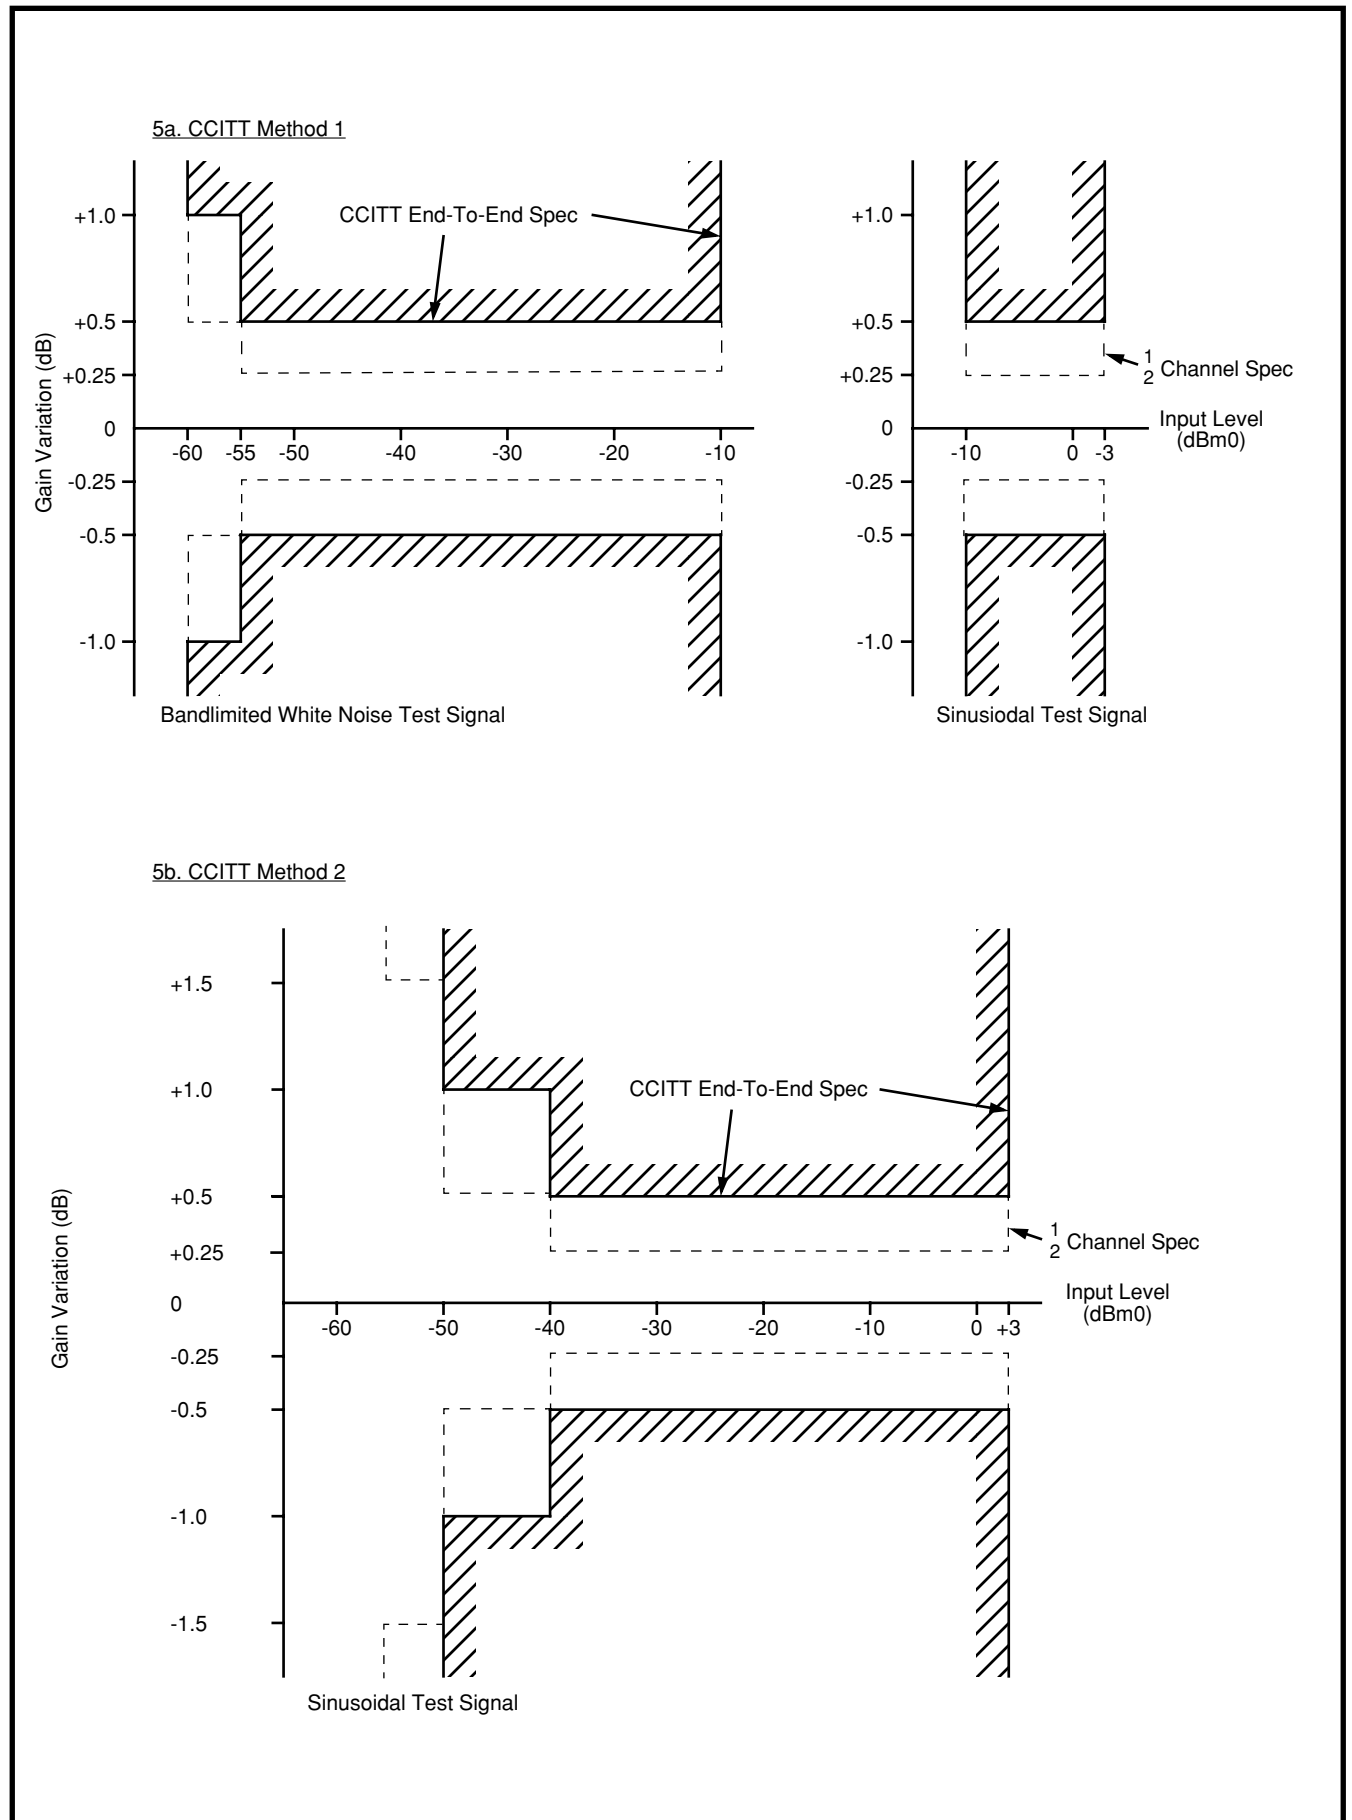 5a. CCITT Method 1
CCITT End-To-End Spec
+1.0
+0.5
+0.25
0
-0.25
-0.5
-1.0
Gain Variation (dB)
-60 -55 -50 -40 -30 -20 -10
Bandlimited White Noise Test Signal
+1.0
+0.5
+0.25
0
-0.25
-0.5
-1.0
1/2 Channel Spec
Input Level
(dBm0)
-10 0 -3
Sinusiodal Test Signal
5b. CCITT Method 2
+1.5
+1.0
+0.5
+0.25
0
-0.25
-0.5
-1.0
-1.5
Gain Variation (dB)
CCITT End-To-End Spec
1/2 Channel Spec
Input Level
(dBm0)
-60 -50 -40 -30 -20 -10 0 +3
Sinusoidal Test Signal